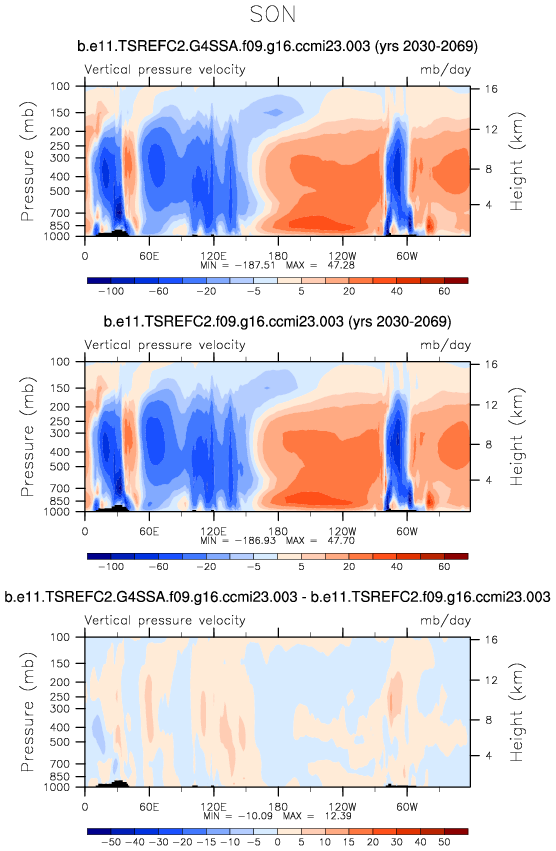 SON
b.e11.TSREFC2.G4SSA.f09.g16.ccmi23.003 (yrs 2030-2069)
Vertical pressure velocity mb/day
Pressure (mb)
100
150
200
250
300
400
500
700
850
1000
16
12
8
4
Height (km)
0 60E 120E 180 120W 60W
MIN = -187.51 MAX = 47.28
-100 -60 -20 -5 5 20 40 60
b.e11.TSREFC2.f09.g16.ccmi23.003 (yrs 2030-2069)
Vertical pressure velocity mb/day
Pressure (mb)
100
150
200
250
300
400
500
700
850
1000
16
12
8
4
Height (km)
0 60E 120E 180 120W 60W
MIN = -186.93 MAX = 47.70
-100 -60 -20 -5 5 20 40 60
b.e11.TSREFC2.G4SSA.f09.g16.ccmi23.003 - b.e11.TSREFC2.f09.g16.ccmi23.003
Vertical pressure velocity mb/day
Pressure (mb)
100
150
200
250
300
400
500
700
850
1000
16
12
8
4
Height (km)
0 60E 120E 180 120W 60W
MIN = -10.09 MAX = 12.39
-50 -40 -30 -20 -15 -10 -5 0 5 10 15 20 30 40 50